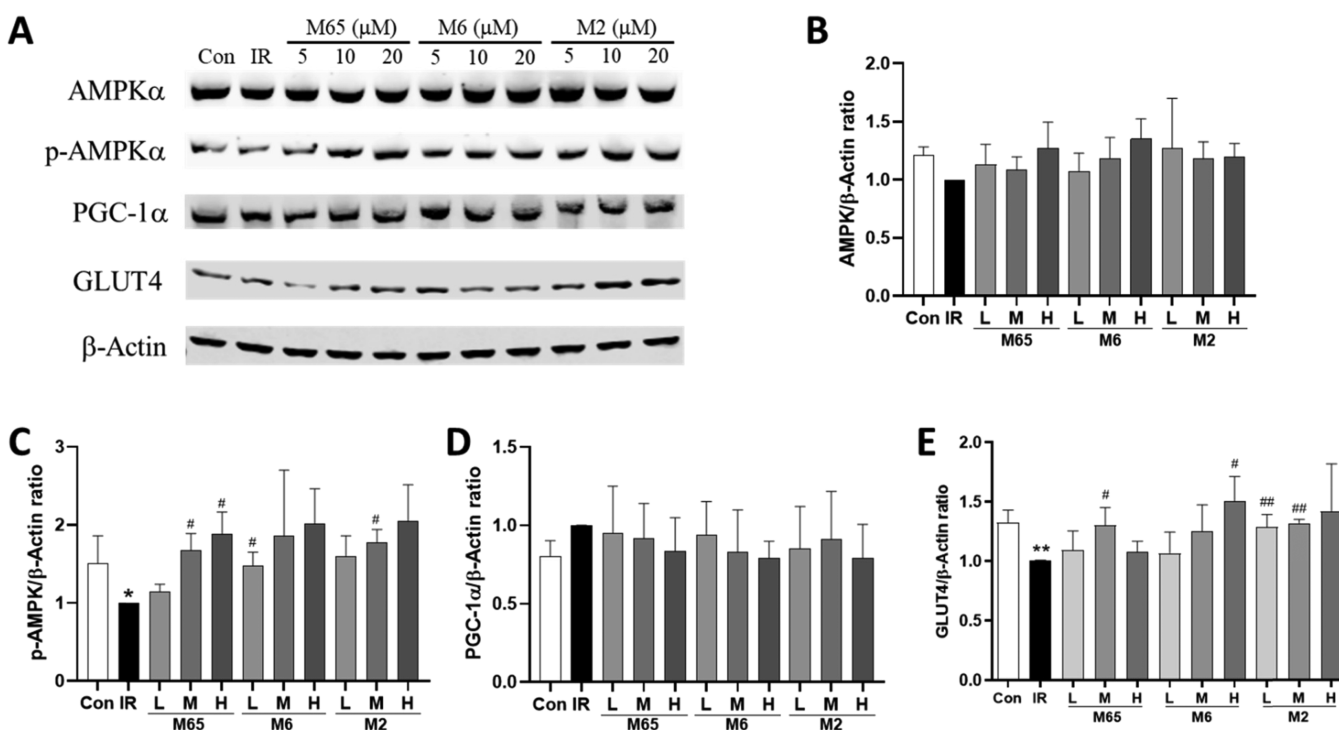 A
M65 (μM) M6 (μM) M2 (μM)
Con IR 5 10 20 5 10 20 5 10 20
AMPKα
p-AMPKα
PGC-1α
GLUT4
β-Actin
B
AMPK/β-Actin ratio
2.0
1.5
1.0
0.5
0.0
Con IR L M H L M H L M H
M65 M6 M2
C
p-AMPK/β-Actin ratio
3
2
1
0
*
# # # #
Con IR L M H L M H L M H
M65 M6 M2
D
PGC-1α/β-Actin ratio
1.5
1.0
0.5
0.0
Con IR L M H L M H L M H
M65 M6 M2
E
GLUT4/β-Actin ratio
2.0
1.5
1.0
0.5
0.0
**
# # ## ##
Con IR L M H L M H L M H
M65 M6 M2